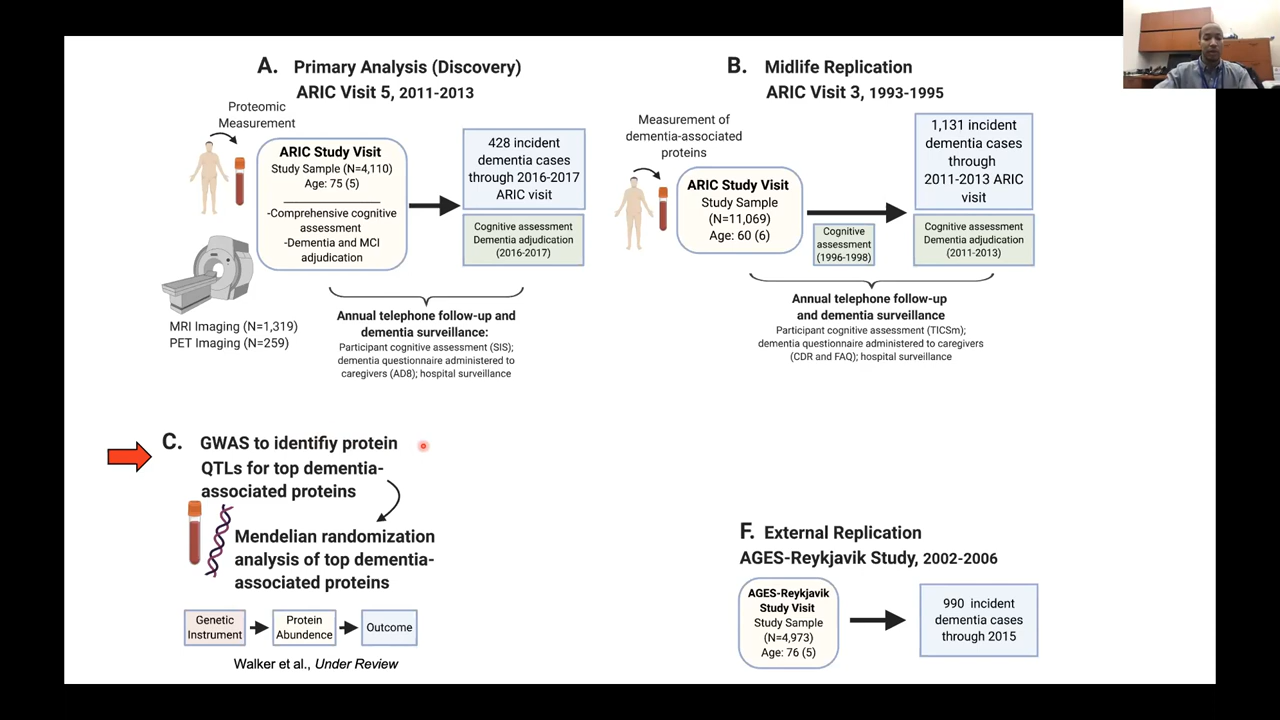 A. Primary Analysis (Discovery)
ARIC Visit 5, 2011-2013
Proteomic
Measurement
ARIC Study Visit
Study Sample (N=4,110)
Age: 75 (5)
-Comprehensive cognitive
assessment
-Dementia and MCI
adjudication
428 incident
dementia cases
through 2016-2017
ARIC visit
Cognitive assessment
Dementia adjudication
(2016-2017)
MRI Imaging (N=1,319)
PET Imaging (N=259)
Annual telephone follow-up and
dementia surveillance:
Participant cognitive assessment (SIS);
dementia questionnaire administered to
caregivers (AD8); hospital surveillance
B. Midlife Replication
ARIC Visit 3, 1993-1995
Measurement of
dementia-associated
proteins
ARIC Study Visit
Study Sample
(N=11,069)
Age: 60 (6)
Cognitive
assessment
(1996-1998)
1,131 incident
dementia cases
through
2011-2013 ARIC
visit
Cognitive assessment
Dementia adjudication
(2011-2013)
Annual telephone follow-up
and dementia surveillance
Participant cognitive assessment (TICSm);
dementia questionnaire administered to caregivers
(CDR and FAQ); hospital surveillance
C. GWAS to identifiy protein
QTLs for top dementia-
associated proteins
Mendelian randomization
analysis of top dementia-
associated proteins
Genetic
Instrument
Protein
Abundence
Outcome
Walker et al., Under Review
F. External Replication
AGES-Reykjavik Study, 2002-2006
AGES-Reykjavik
Study Visit
Study Sample
(N=4,973)
Age: 76 (5)
990 incident
dementia cases
through 2015